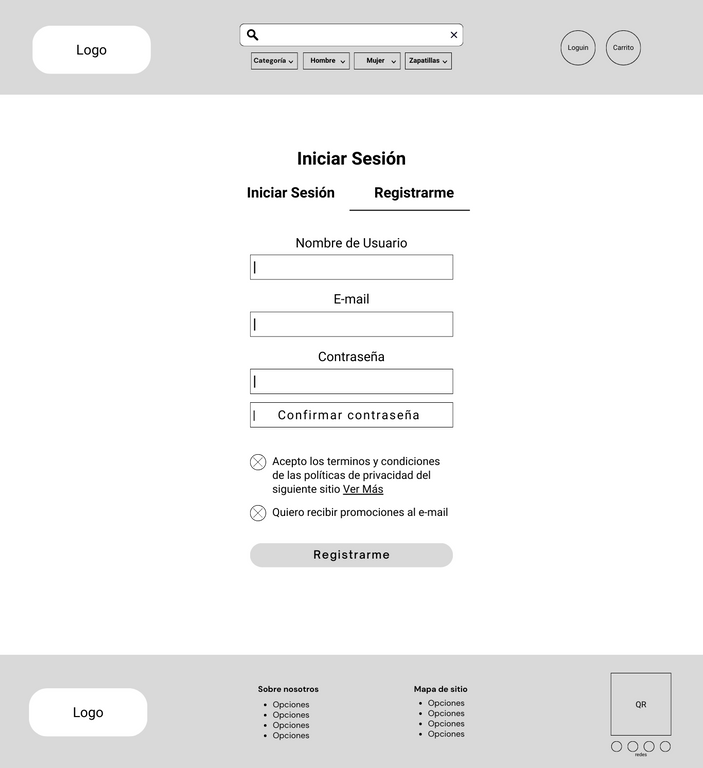 Logo
Categoría
Hombre
Mujer
Zapatillas
Loguin
Carrito
Iniciar Sesión
Iniciar Sesión
Registrarme
Nombre de Usuario
E-mail
Contraseña
Confirmar contraseña
Acepto los terminos y condiciones
de las políticas de privacidad del
siguiente sitio Ver Más
Quiero recibir promociones al e-mail
Registrarme
Logo
Sobre nosotros
Opciones
Opciones
Opciones
Opciones
Mapa de sitio
Opciones
Opciones
Opciones
Opciones
QR
redes